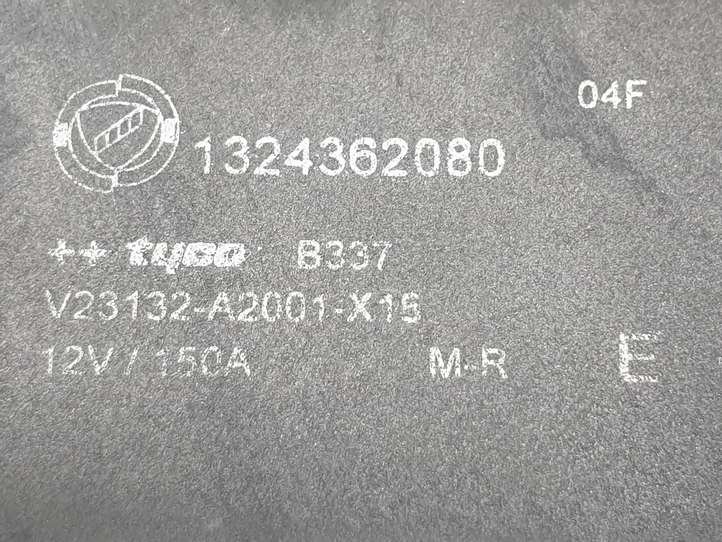 04F
1324362080
++ tyco B337
V23132-A2001-X15
12V / 150A M-R E